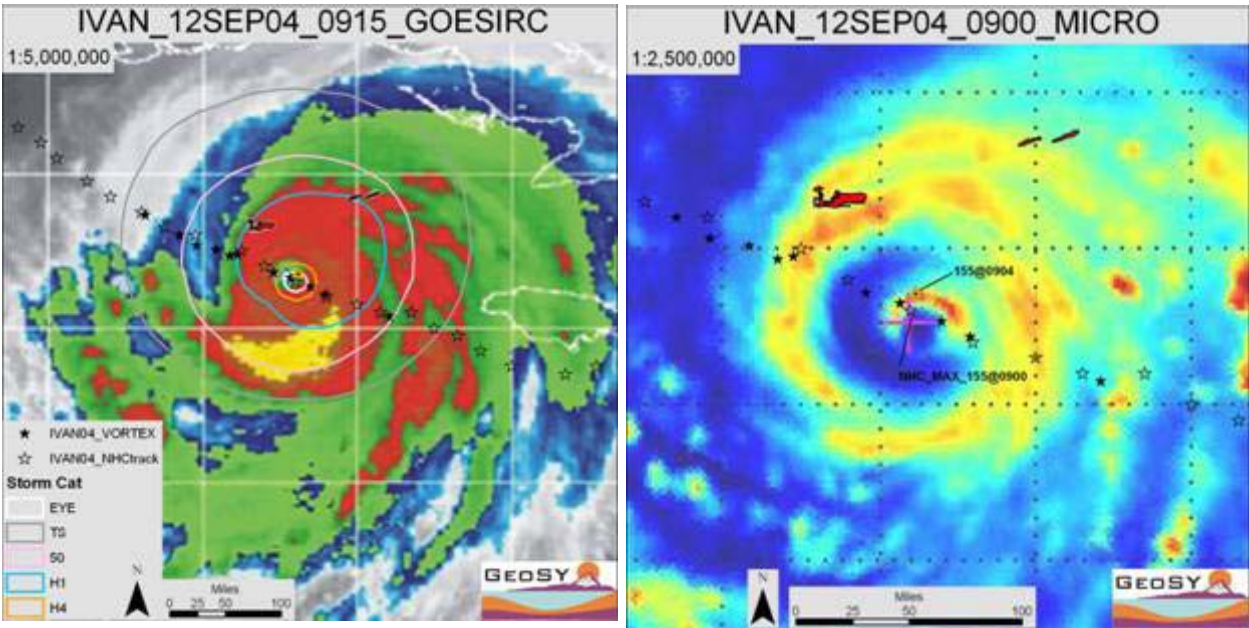 IVAN_12SEP04_0915_GOESIRC
1:5,000,000
IVAN04_VORTEX
IVAN04_NHCtrack
Storm Cat
EYE
TS
50
H1
H4
N
Miles
0 25 50 100
GEOSY
IVAN_12SEP04_0900_MICRO
1:2,500,000
155@0904
NHC_MAX_155@0900
N
Miles
0 25 50 100
GEOSY